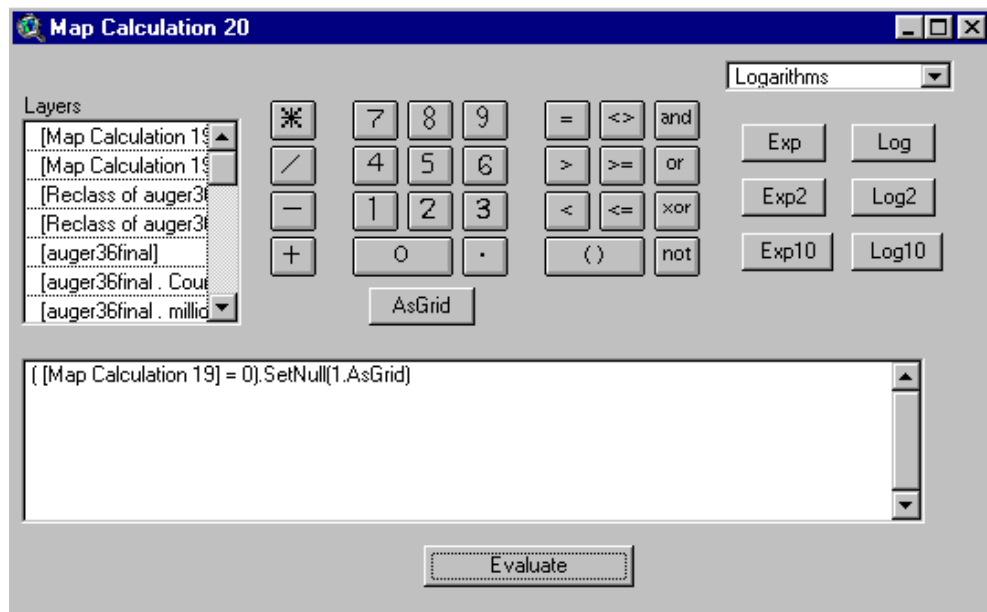 Map Calculation 20
Logarithms
Layers
[Map Calculation 19
[Map Calculation 19
[Reclass of auger36
[Reclass of auger36
[auger36final]
[auger36final . Cou
[auger36final . millid
* 7 8 9 = <> and
/ 4 5 6 > >= or
- 1 2 3 < <= xor
+ 0 . ( ) not
AsGrid
Exp Log
Exp2 Log2
Exp10 Log10
( [Map Calculation 19] = 0).SetNull(1.AsGrid)
Evaluate